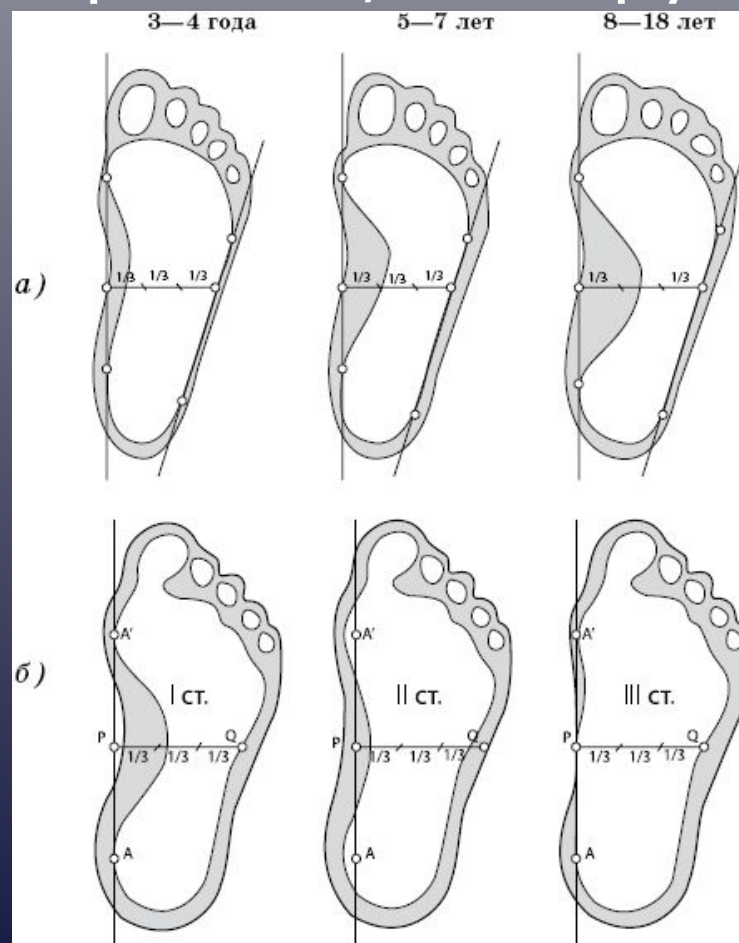 3—4 года 5—7 лет 8—18 лет
а)
1/3 1/3 1/3
1/3 1/3 1/3
1/3 1/3
б)
A' A' A'
I ст. II ст. III ст.
P Q P Q P Q
1/3 1/3 1/3 1/3 1/3 1/3 1/3 1/3 1/3
A A A